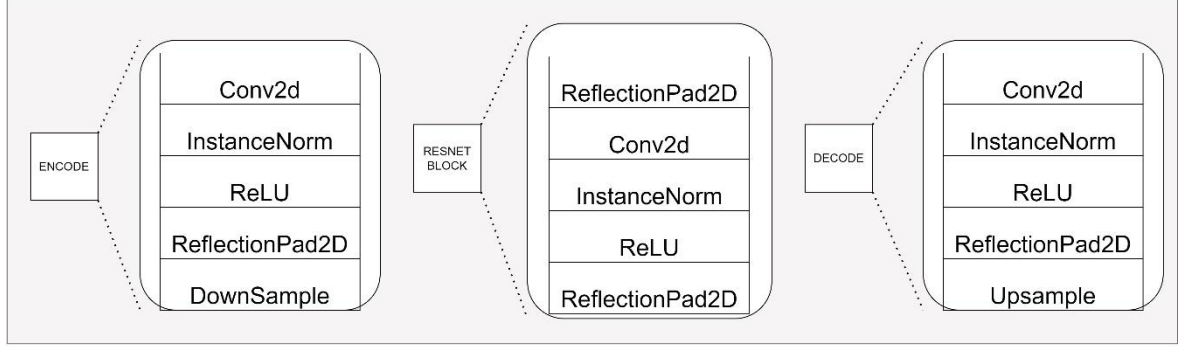 ENCODE
Conv2d
InstanceNorm
ReLU
ReflectionPad2D
DownSample
RESNET
BLOCK
ReflectionPad2D
Conv2d
InstanceNorm
ReLU
ReflectionPad2D
DECODE
Conv2d
InstanceNorm
ReLU
ReflectionPad2D
Upsample